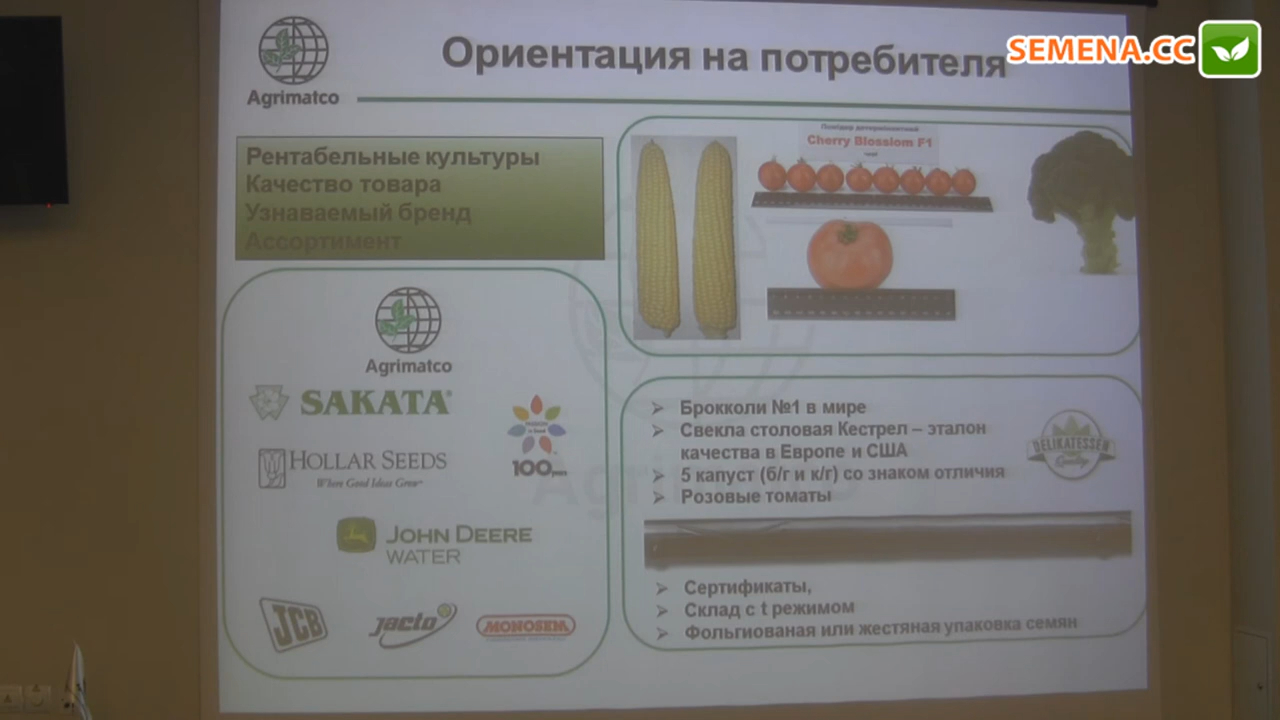 Agrimatco
Ориентация на потребителя
SEMENA.CC
Рентабельные культуры
Качество товара
Узнаваемый бренд
Ассортимент
Cherry Blosslom F1
Agrimatco
SAKATA
100
HOLLAR SEEDS
Where Good Ideas Grow
JOHN DEERE
WATER
JCB
jacto
MONOSEM
Брокколи №1 в мире
Свекла столовая Кестрел – эталон
качества в Европе и США
5 капуст (б/г и к/г) со знаком отличия
Розовые томаты
DELIKATESSEN
Quality
Сертификаты,
Склад с t режимом
Фольгиованая или жестяная упаковка семян